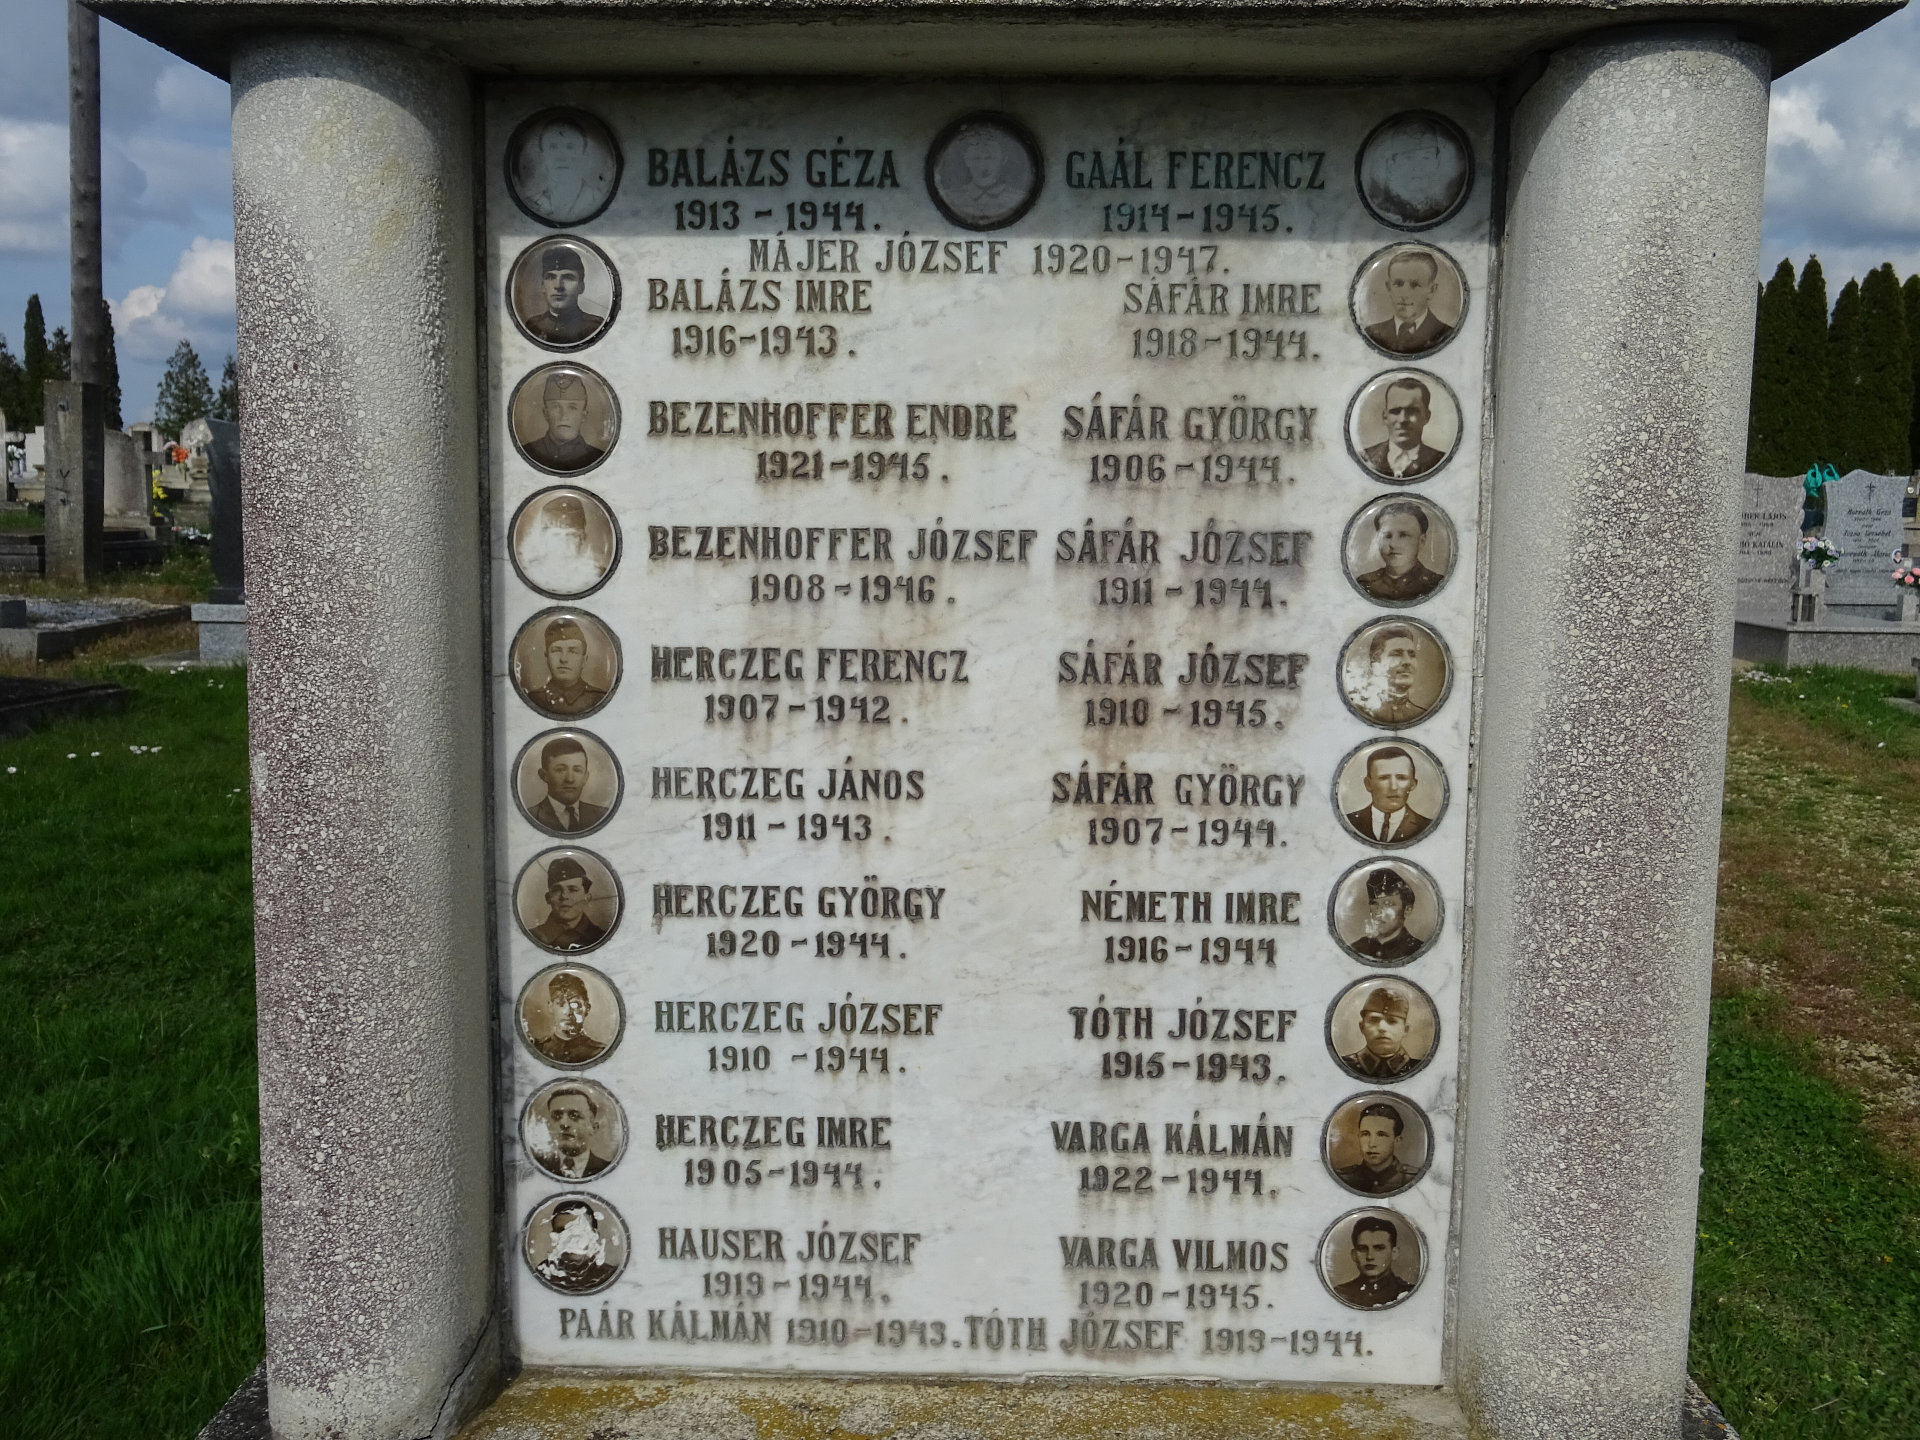 BALÁZS GÉZA
1913 - 1944.
GAÁL FERENCZ
1914 - 1945.
MÁJER JÓZSEF 1920 - 1947.
BALÁZS IMRE
1916 - 1943.
SÁFÁR IMRE
1918 - 1944.
BEZENHOFFER ENDRE
1921 - 1945.
SÁFÁR GYÖRGY
1906 - 1944.
BEZENHOFFER JÓZSEF
1908 - 1946.
SÁFÁR JÓZSEF
1911 - 1944.
HERCZEG FERENCZ
1907 - 1942.
SÁFÁR JÓZSEF
1910 - 1945.
HERCZEG JÁNOS
1911 - 1943.
SÁFÁR GYÖRGY
1907 - 1944.
HERCZEG GYÖRGY
1920 - 1944.
NÉMETH IMRE
1916 - 1944
HERCZEG JÓZSEF
1910 - 1944.
TÓTH JÓZSEF
1915 - 1943.
HERCZEG IMRE
1905 - 1944.
VARGA KÁLMÁN
1922 - 1944.
HAUSER JÓZSEF
1919 - 1944.
VARGA VILMOS
1920 - 1945.
PAÁR KÁLMÁN 1910 - 1943. TÓTH JÓZSEF 1919 - 1944.
Horváth Géza